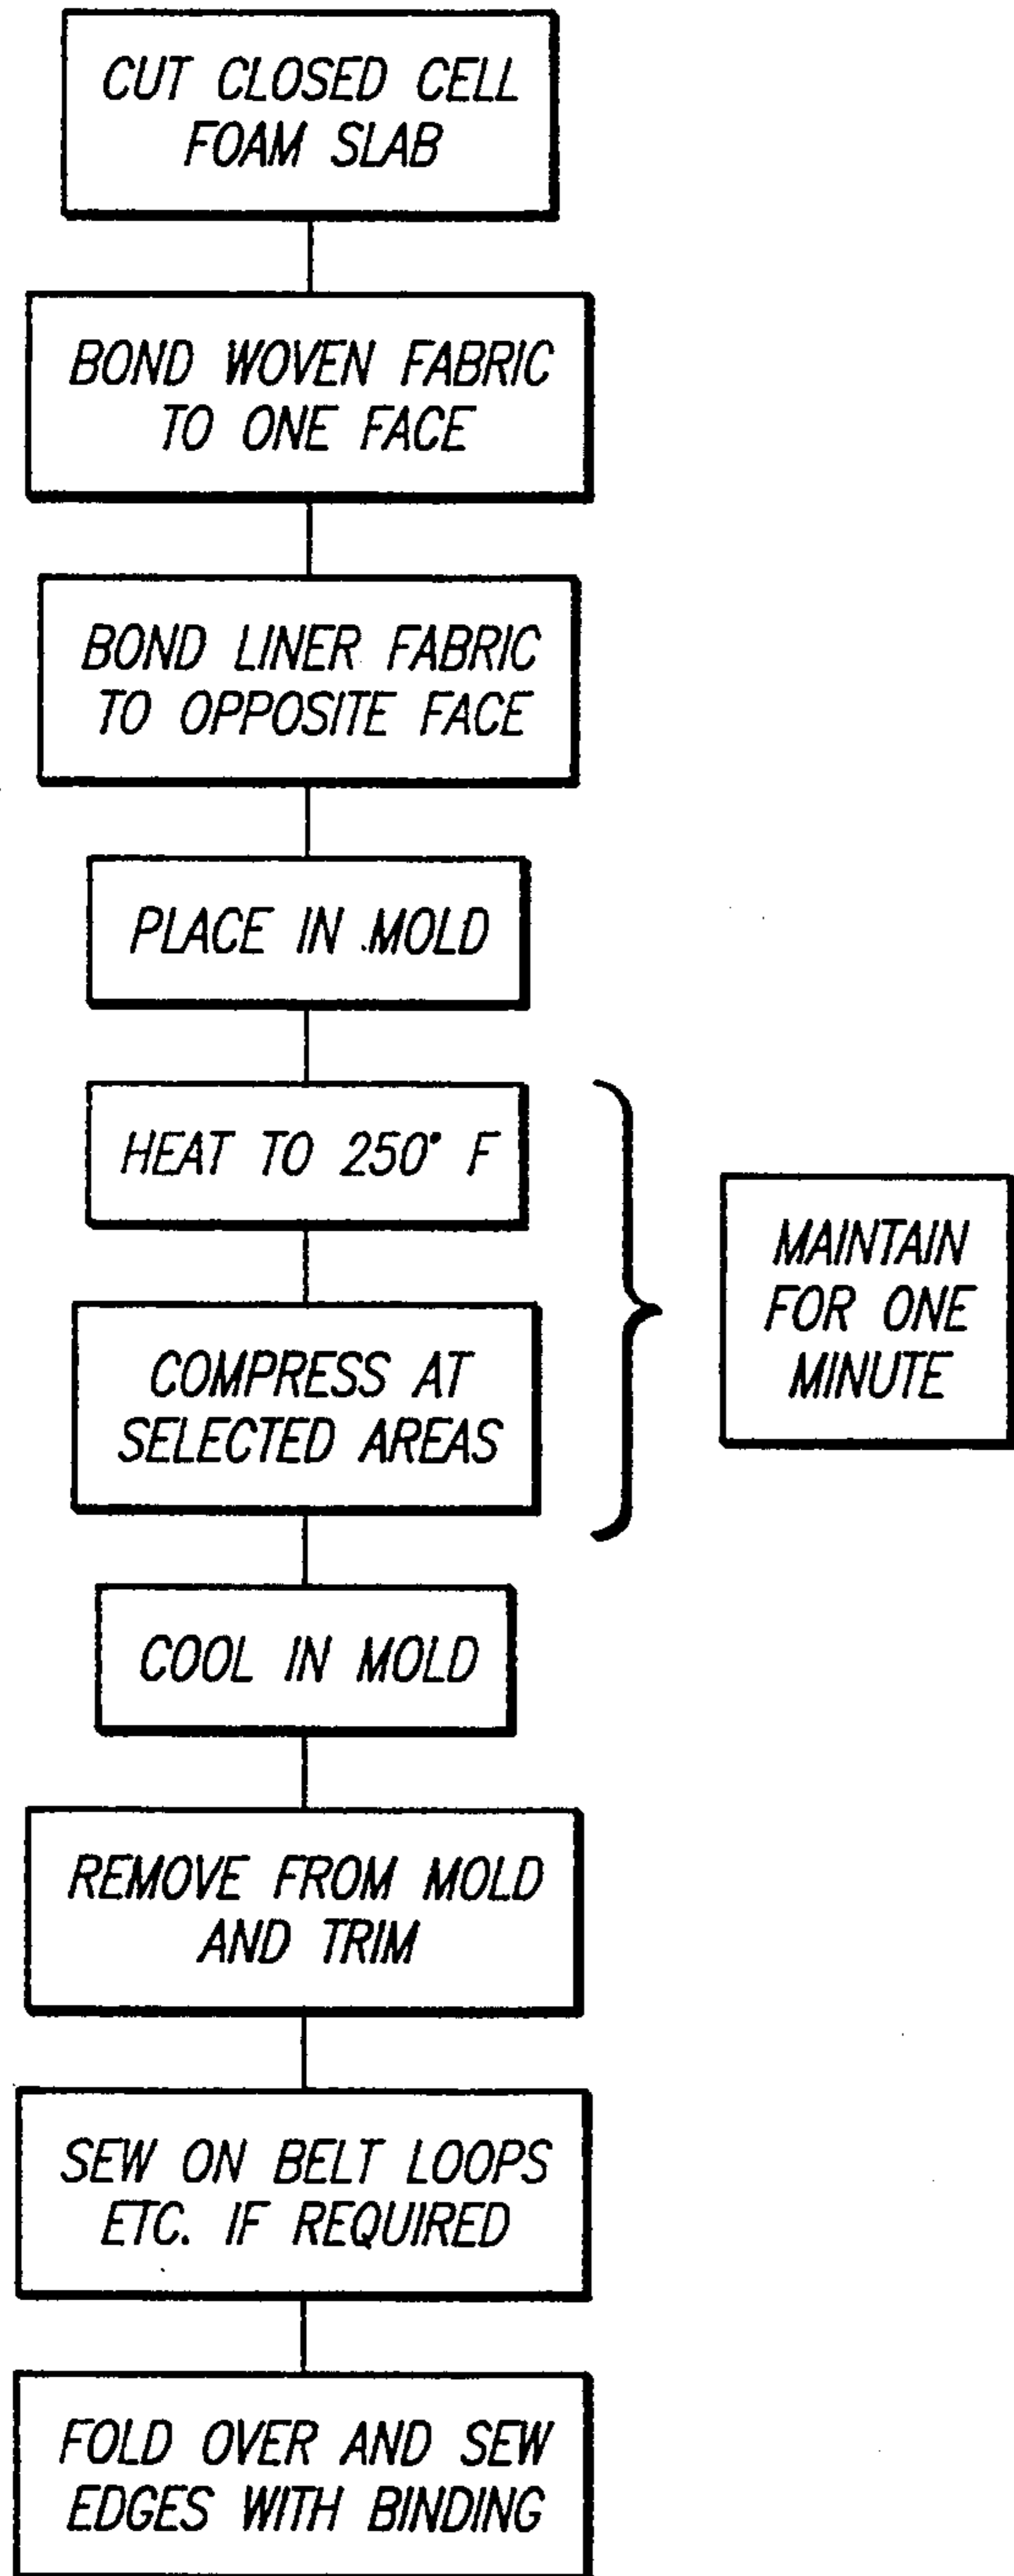 CUT CLOSED CELL
FOAM SLAB
BOND WOVEN FABRIC
TO ONE FACE
BOND LINER FABRIC
TO OPPOSITE FACE
PLACE IN MOLD
HEAT TO 250° F
COMPRESS AT
SELECTED AREAS
MAINTAIN
FOR ONE
MINUTE
COOL IN MOLD
REMOVE FROM MOLD
AND TRIM
SEW ON BELT LOOPS
ETC. IF REQUIRED
FOLD OVER AND SEW
EDGES WITH BINDING